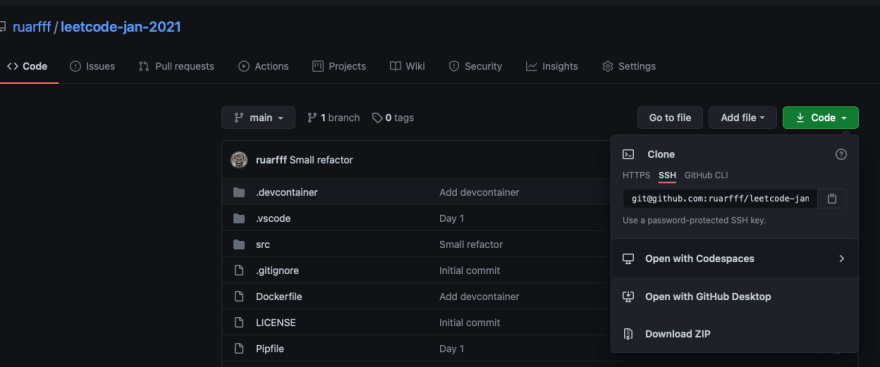 ruarfff / leetcode-jan-2021
<> Code Issues Pull requests Actions Projects Wiki Security Insights Settings
main 1 branch 0 tags Go to file Add file Code
ruarfff Small refactor
.devcontainer Add devcontainer
.vscode Day 1
src Small refactor
.gitignore Initial commit
Dockerfile Add devcontainer
LICENSE Initial commit
Pipfile Day 1
Clone
HTTPS SSH GitHub CLI
git@github.com:ruarfff/leetcode-jan
Use a password-protected SSH key.
Open with Codespaces
Open with GitHub Desktop
Download ZIP